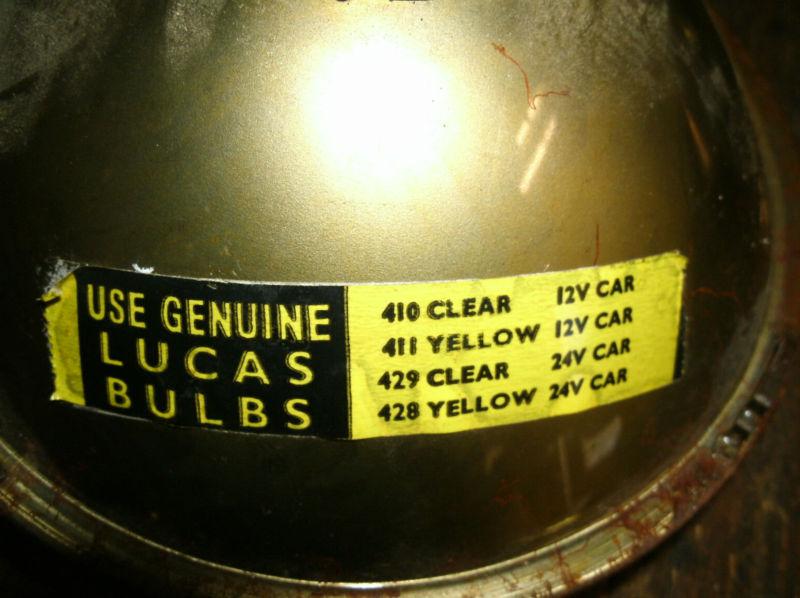 USE GENUINE
LUCAS
BULBS
410 CLEAR 12V CAR
411 YELLOW 12V CAR
429 CLEAR 24V CAR
428 YELLOW 24V CAR